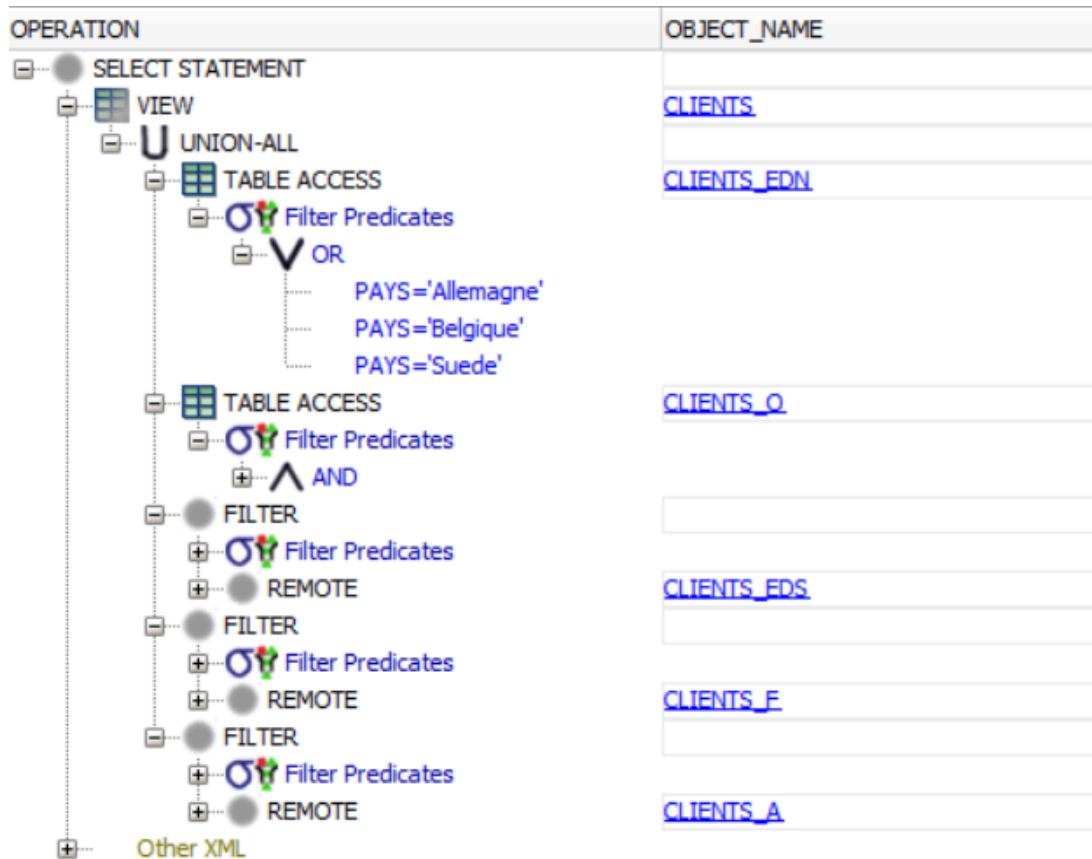 OPERATION OBJECT_NAME
SELECT STATEMENT
VIEW CLIENTS
UNION-ALL
TABLE ACCESS CLIENTS_EDN
Filter Predicates
OR
PAYS='Allemagne'
PAYS='Belgique'
PAYS='Suede'
TABLE ACCESS CLIENTS_O
Filter Predicates
AND
FILTER
Filter Predicates
REMOTE CLIENTS_EDS
FILTER
Filter Predicates
REMOTE CLIENTS_E
FILTER
Filter Predicates
REMOTE CLIENTS_A
Other XML